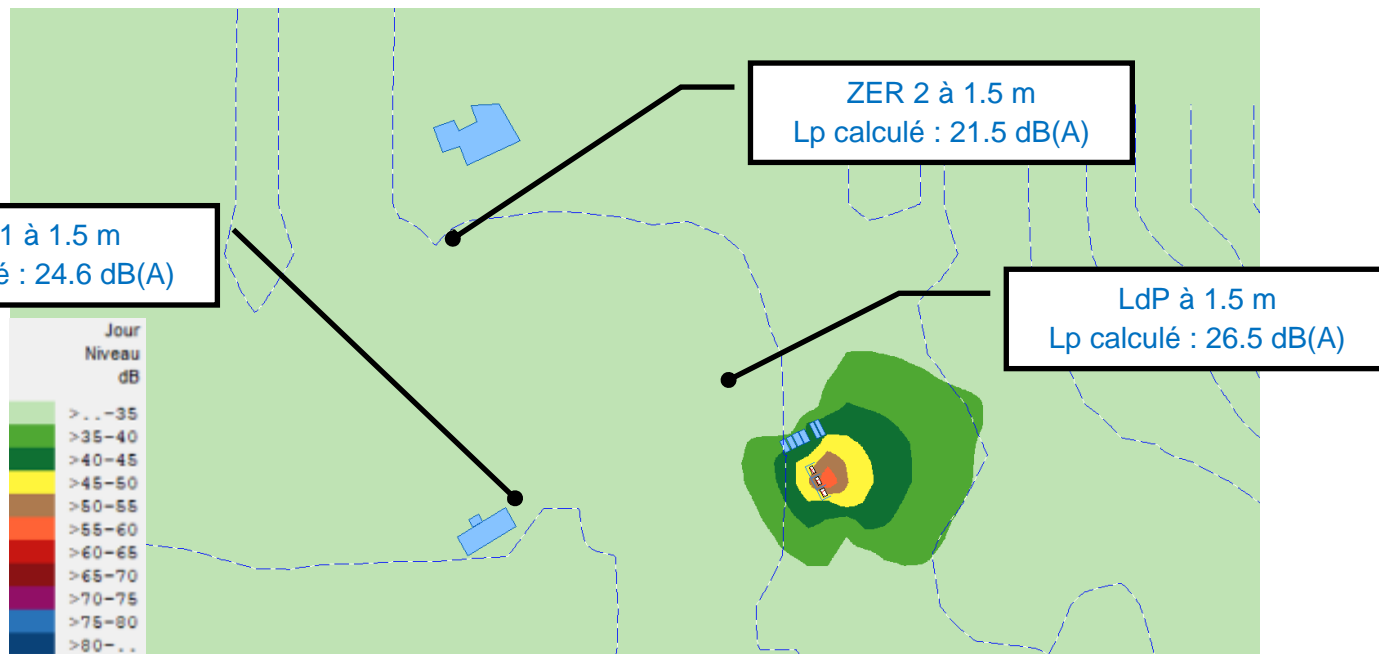 ZER 2 à 1.5 m
Lp calculé : 21.5 dB(A)
1 à 1.5 m
é : 24.6 dB(A)
LdP à 1.5 m
Lp calculé : 26.5 dB(A)
Jour
Niveau
dB
>..-35
>35-40
>40-45
>45-50
>50-55
>55-60
>60-65
>65-70
>70-75
>75-80
>80-..